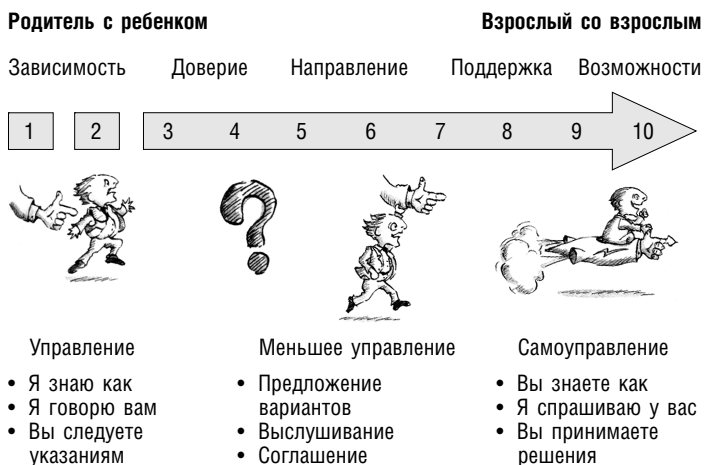 Родитель с ребенком Взрослый со взрослым
Зависимость Доверие Направление Поддержка Возможности
1 2 3 4 5 6 7 8 9 10
?
Управление
• Я знаю как
• Я говорю вам
• Вы следуете
указаниям
Меньшее управление
• Предложение
вариантов
• Выслушивание
• Соглашение
Самоуправление
• Вы знаете как
• Я спрашиваю у вас
• Вы принимаете
решения